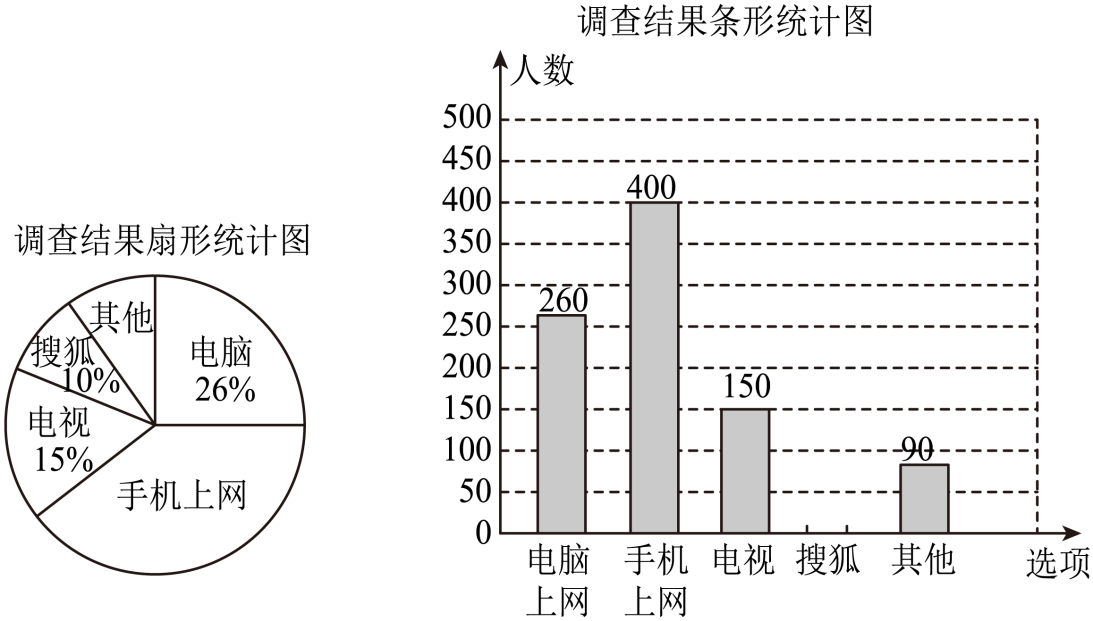 调查结果扇形统计图
其他
搜狐
10%
电脑
26%
电视
15%
手机上网
调查结果条形统计图
人数
500
450
400
350
300
250
200
150
100
50
0
260
400
150
90
电脑
上网
手机
上网
电视
搜狐
其他
选项